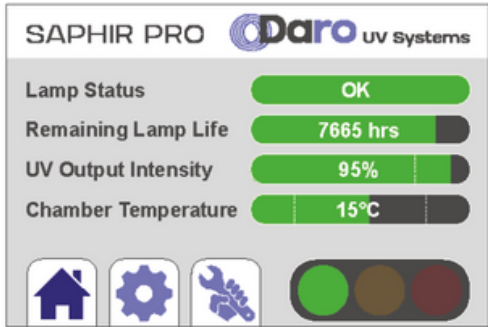 SAPHIR PRO Daro UV Systems
Lamp Status OK
Remaining Lamp Life 7665 hrs
UV Output Intensity 95%
Chamber Temperature 15°C